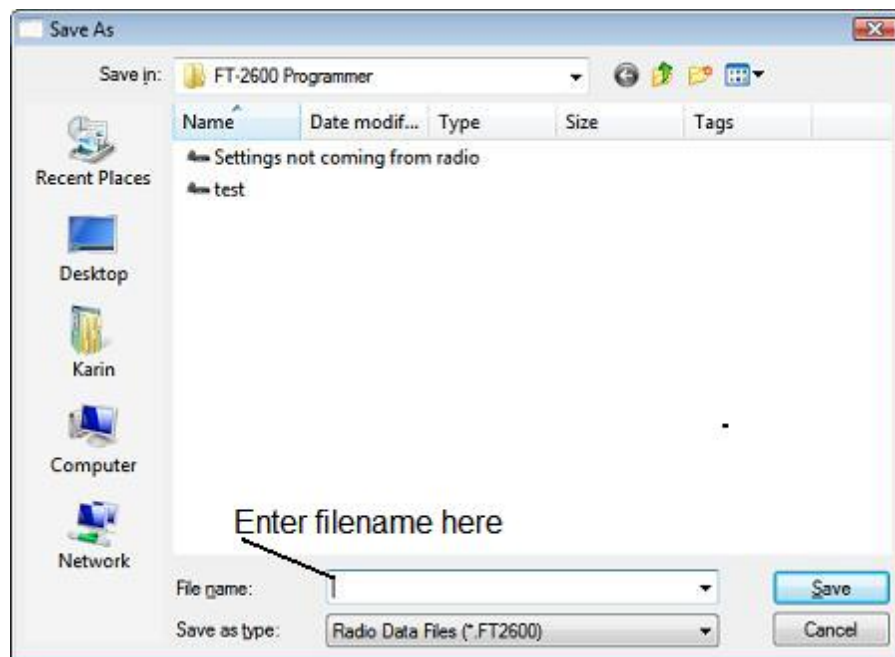 Save As
Save in:
FT-2600 Programmer
Name Date modif... Type Size Tags
Settings not coming from radio
test
Recent Places
Desktop
Karin
Computer
Network
Enter filename here
File name:
Save
Save as type:
Radio Data Files (*.FT2600)
Cancel